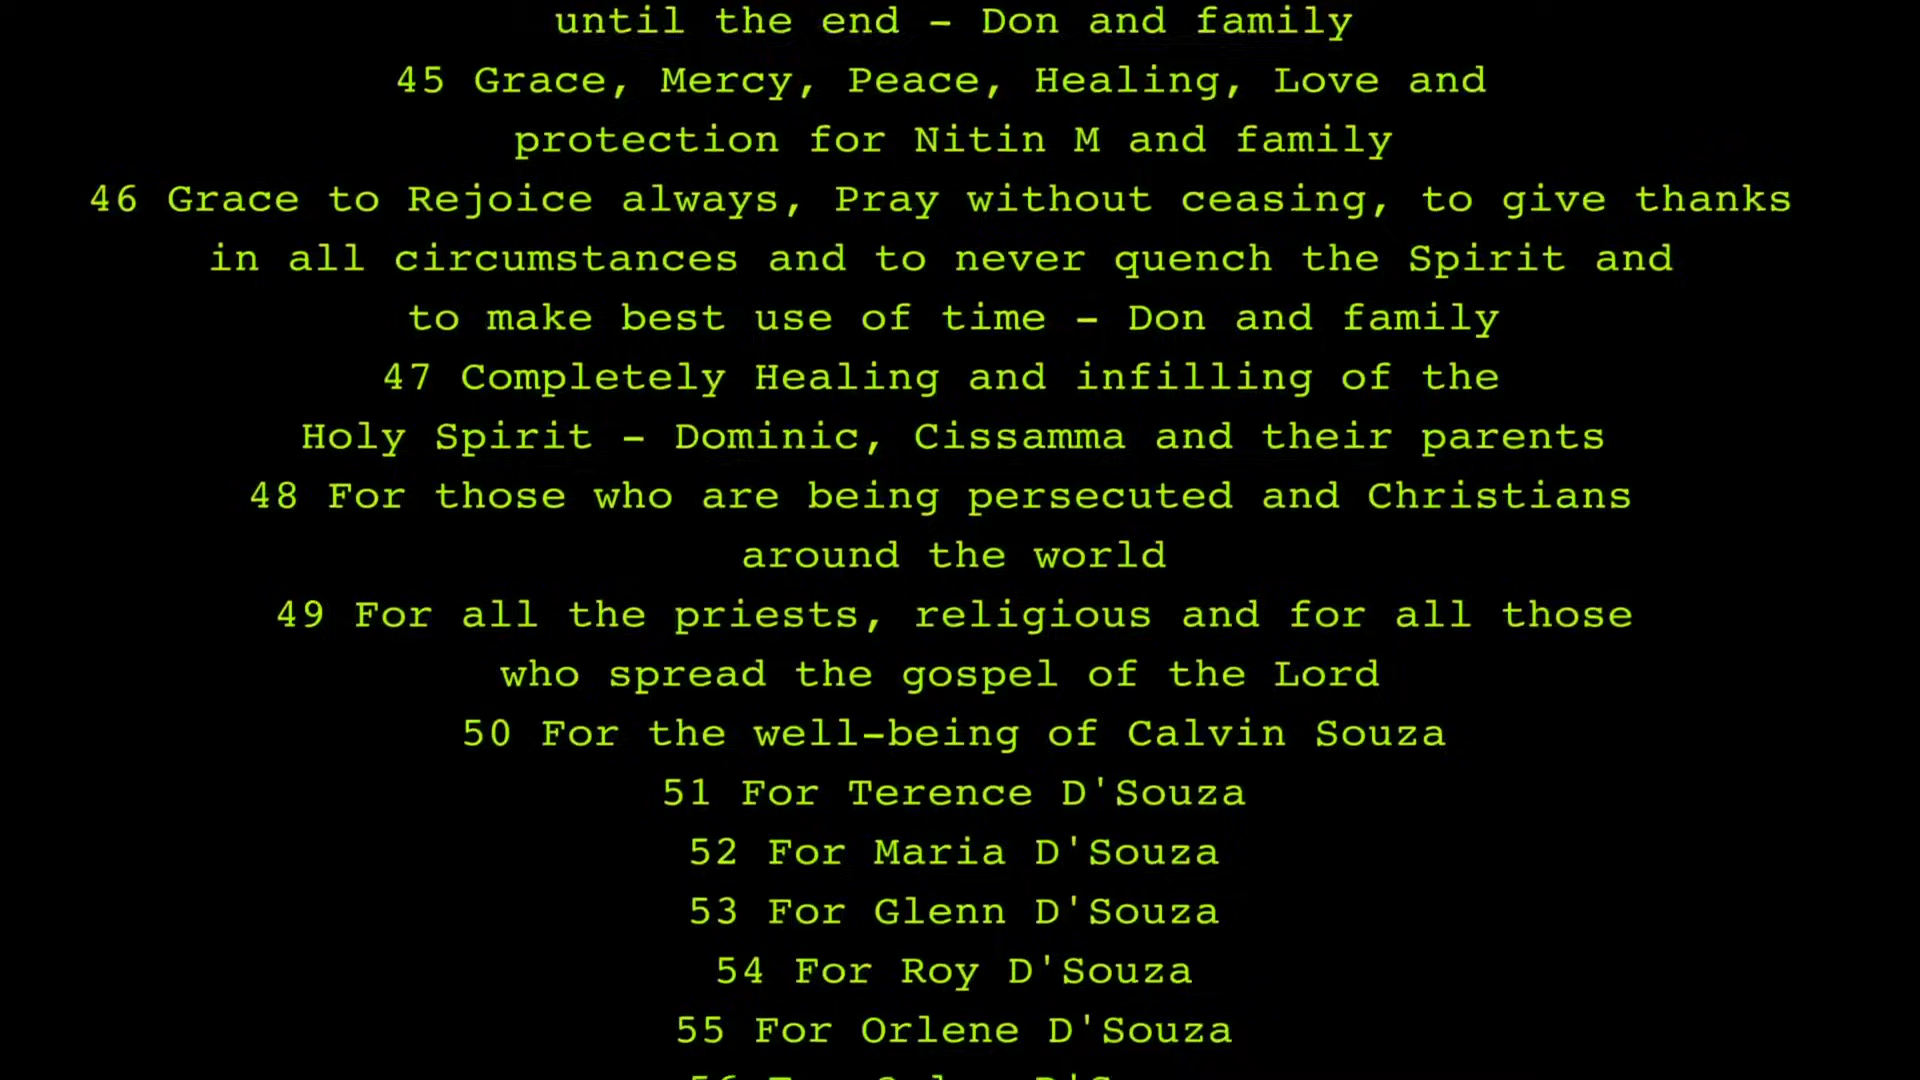 until the end - Don and family
45 Grace, Mercy, Peace, Healing, Love and
protection for Nitin M and family
46 Grace to Rejoice always, Pray without ceasing, to give thanks
in all circumstances and to never quench the Spirit and
to make best use of time - Don and family
47 Completely Healing and infilling of the
Holy Spirit - Dominic, Cissamma and their parents
48 For those who are being persecuted and Christians
around the world
49 For all the priests, religious and for all those
who spread the gospel of the Lord
50 For the well-being of Calvin Souza
51 For Terence D'Souza
52 For Maria D'Souza
53 For Glenn D'Souza
54 For Roy D'Souza
55 For Orlene D'Souza
56 For